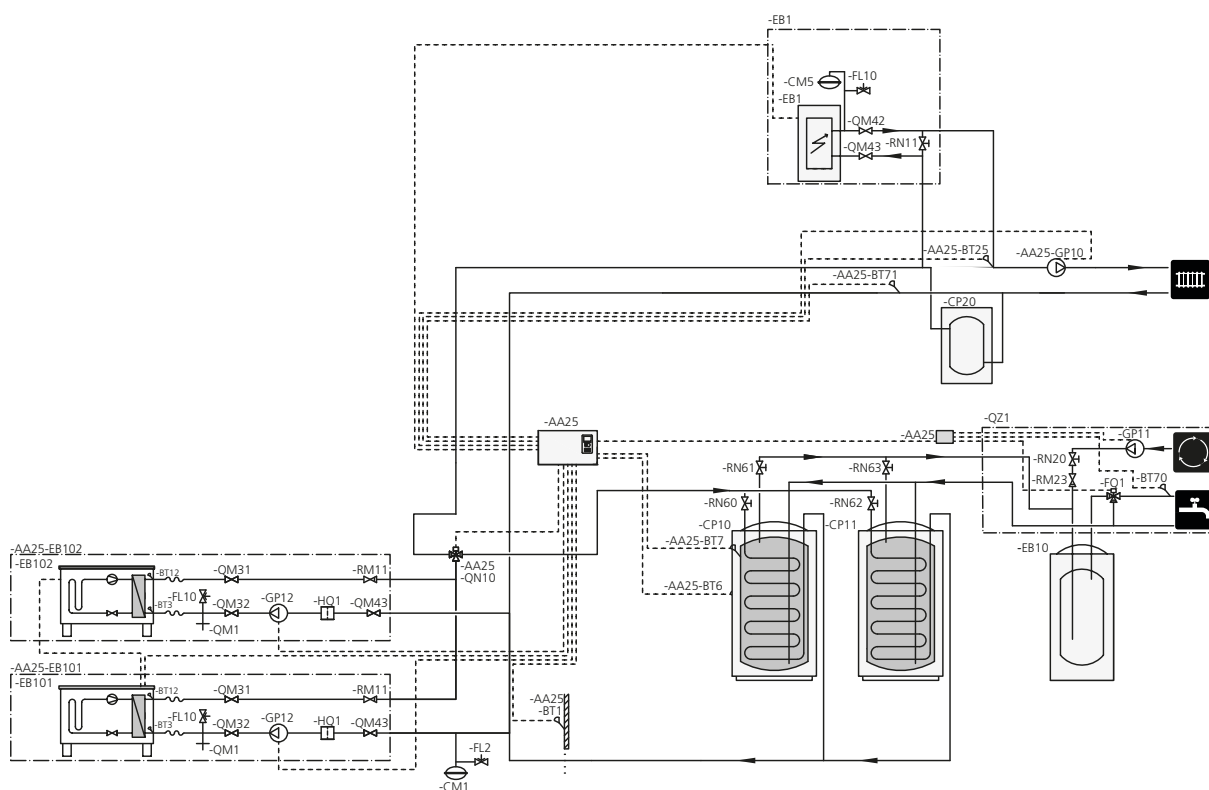 -EB1
-CM5
-FL10
-EB1
-QM42
-QM43
-RN11
-AA25-BT25
-AA25-GP10
-AA25-BT71
-CP20
-AA25
-QZ1
-AA25
-GP11
-RN61
-RN63
-RN20
-RM23
-FQ1
-BT70
-RN60
-RN62
-CP10
-CP11
-AA25-BT7
-AA25-BT6
-EB10
-AA25-EB102
-EB102
-BT12
-QM31
-RM11
-AA25
-QN10
-BT3
-FL10
-QM32
-GP12
-HQ1
-QM43
-QM1
-AA25-EB101
-EB101
-BT12
-QM31
-RM11
-BT3
-FL10
-QM32
-GP12
-HQ1
-QM43
-QM1
-AA25
-BT1
-FL2
-CM1